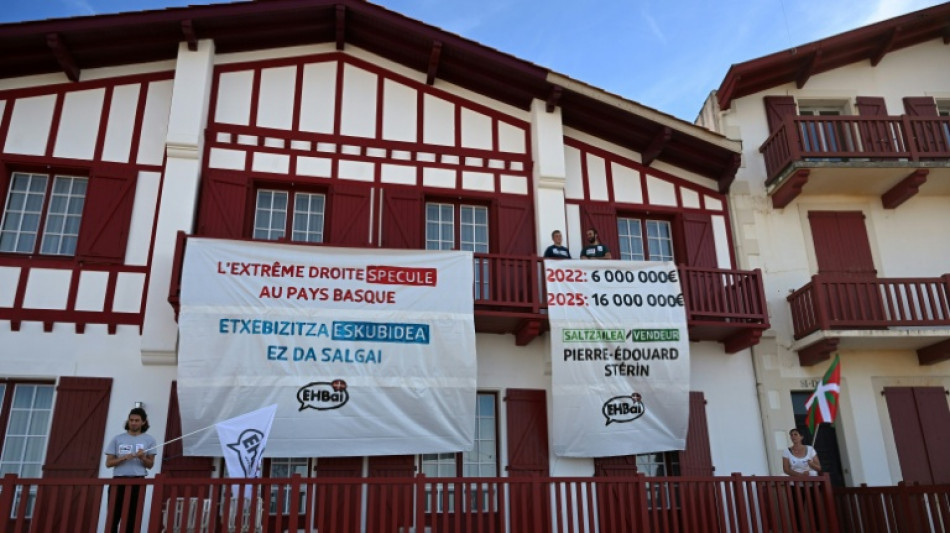 L'EXTRÊME DROITE SPECULE
AU PAYS BASQUE
ETXEBIZITZA ESKUBIDEA
EZ DA SALGAI
EHBai
2022: 6 000 000€
2025: 16 000 000€
SALTZAILEA/VENDEUR
PIERRE-ÉDOUARD
STÉRIN
EHBai